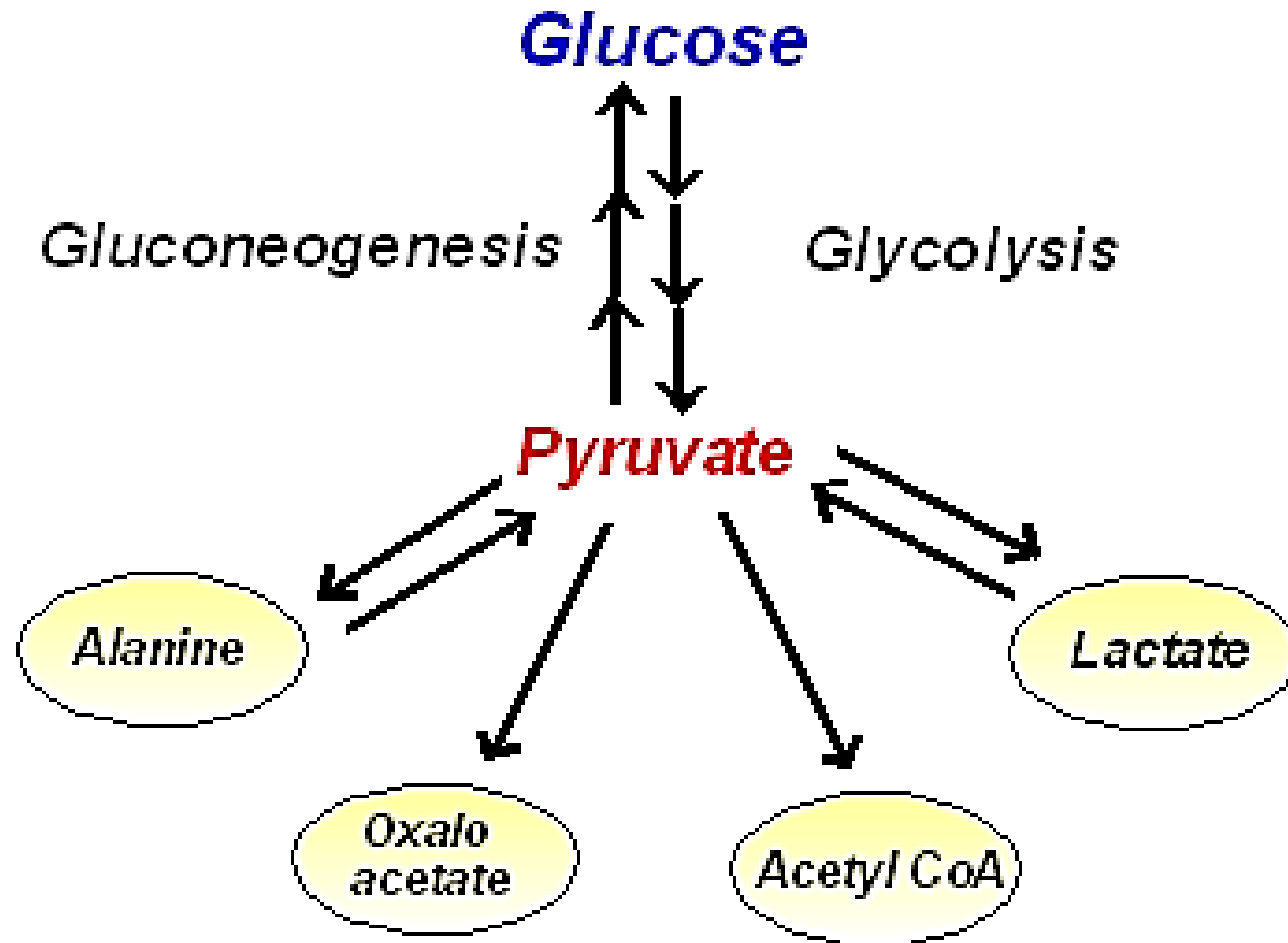 Glucose
Gluconeogenesis
Glycolysis
Pyruvate
Alanine
Lactate
Oxalo
acetate
Acetyl CoA